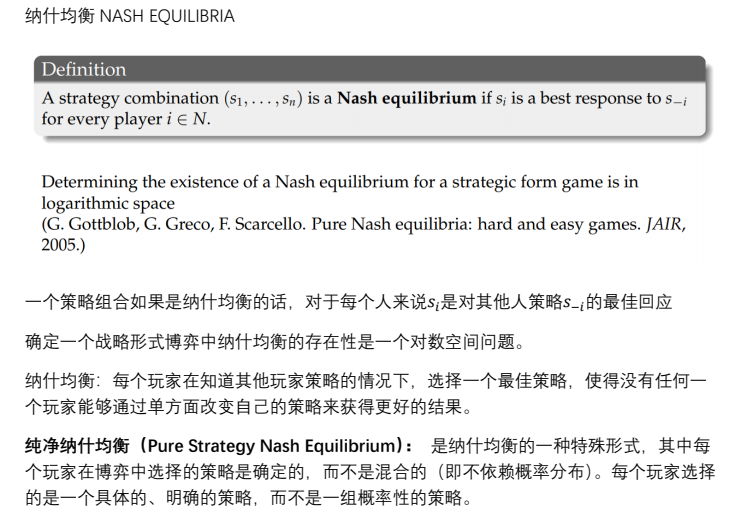 纳什均衡 NASH EQUILIBRIA
Definition
A strategy combination (s₁, . . . , sₙ) is a Nash equilibrium if sᵢ is a best response to s₋ᵢ
for every player i ∈ N.
Determining the existence of a Nash equilibrium for a strategic form game is in
logarithmic space
(G. Gottblob, G. Greco, F. Scarcello. Pure Nash equilibria: hard and easy games. JAIR,
2005.)
一个策略组合如果是纳什均衡的话，对于每个人来说sᵢ是对其他人策略s₋ᵢ的最佳回应
确定一个战略形式博弈中纳什均衡的存在性是一个对数空间问题。
纳什均衡：每个玩家在知道其他玩家策略的情况下，选择一个最佳策略，使得没有任何一
个玩家能够通过单方面改变自己的策略来获得更好的结果。
纯净纳什均衡（Pure Strategy Nash Equilibrium）： 是纳什均衡的一种特殊形式，其中每
个玩家在博弈中选择的策略是确定的，而不是混合的（即不依赖概率分布）。每个玩家选择
的是一个具体的、明确的策略，而不是一组概率性的策略。